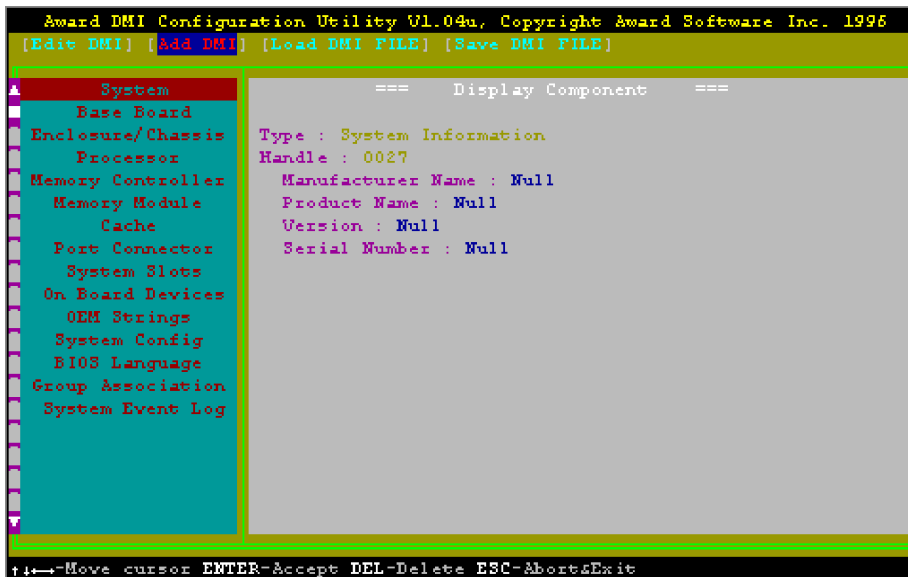 Award DMI Configuration Utility V1.04u, Copyright Award Software Inc. 1996
[Edit DMI] [Add DMI] [Load DMI FILE] [Save DMI FILE]
System
Base Board
Enclosure/Chassis
Processor
Memory Controller
Memory Module
Cache
Port Connector
System Slots
On Board Devices
OEM Strings
System Config
BIOS Language
Group Association
System Event Log
=== Display Component ===
Type : System Information
Handle : 0027
Manufacturer Name : Null
Product Name : Null
Version : Null
Serial Number : Null
↑↓←→-Move cursor ENTER-Accept DEL-Delete ESC-Abort&Exit